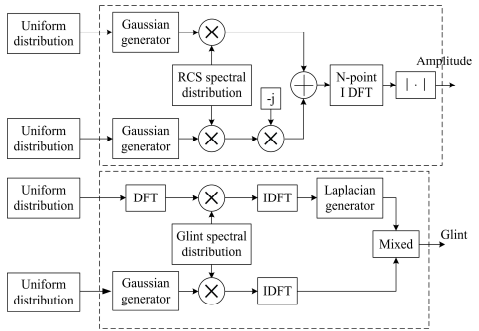 Uniform
distribution
Gaussian
generator
RCS spectral
distribution
-j
N-point
I DFT
| · |
Amplitude
Uniform
distribution
Gaussian
generator
Uniform
distribution
DFT
IDFT
Laplacian
generator
Glint spectral
distribution
Mixed
Glint
Uniform
distribution
Gaussian
generator
IDFT